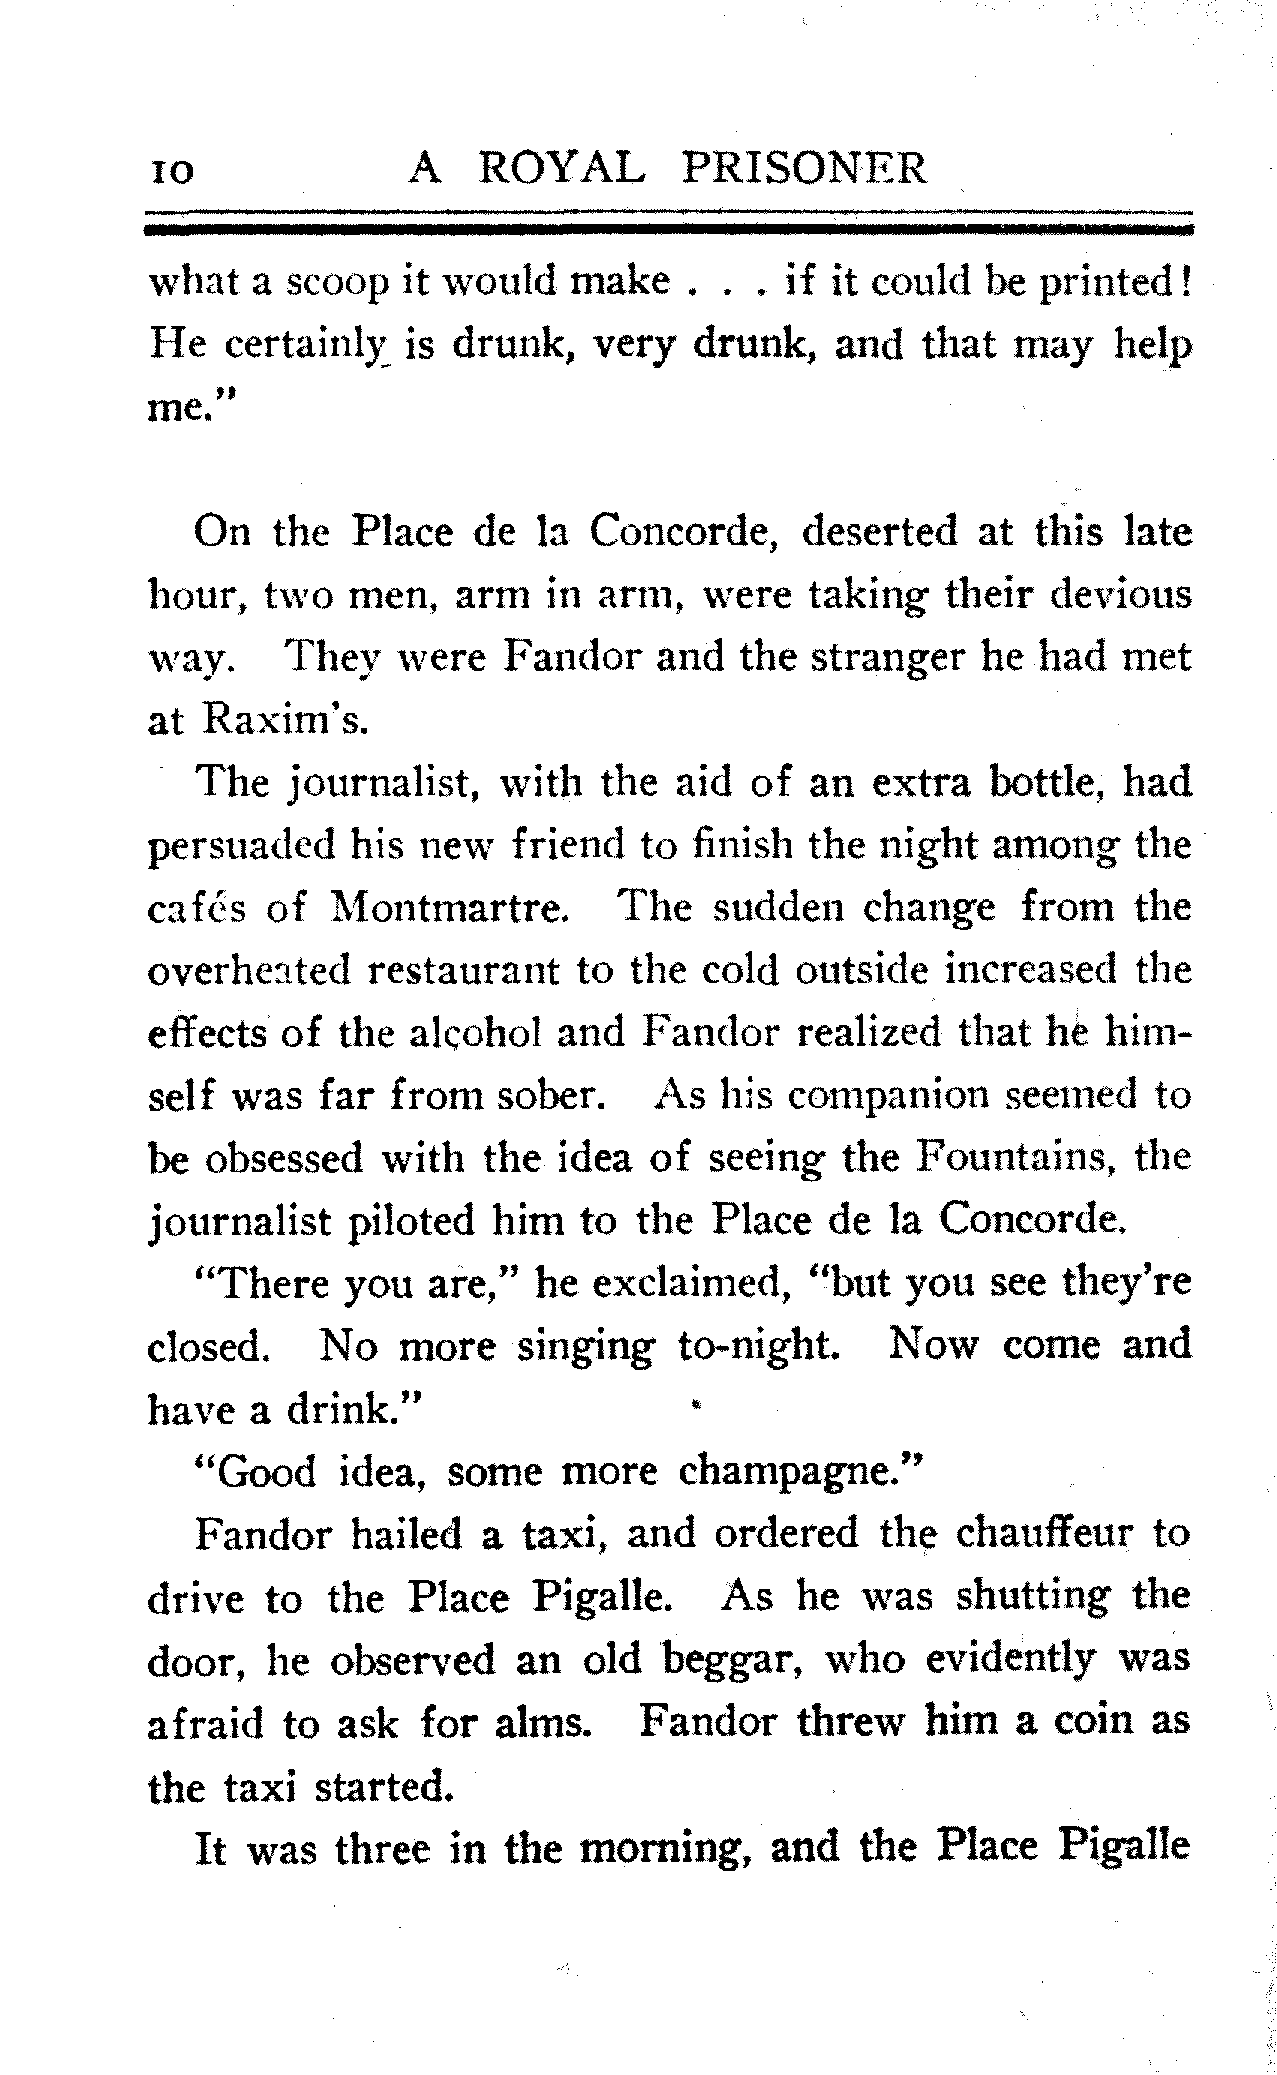 10 A ROYAL PRISONER
what a scoop it would make . . . if it could be printed!
He certainly is drunk, very drunk, and that may help
me."
On the Place de la Concorde, deserted at this late
hour, two men, arm in arm, were taking their devious
way. They were Fandor and the stranger he had met
at Raxim's.
The journalist, with the aid of an extra bottle, had
persuaded his new friend to finish the night among the
cafés of Montmartre. The sudden change from the
overheated restaurant to the cold outside increased the
effects of the alcohol and Fandor realized that he him-
self was far from sober. As his companion seemed to
be obsessed with the idea of seeing the Fountains, the
journalist piloted him to the Place de la Concorde.
"There you are," he exclaimed, "but you see they're
closed. No more singing to-night. Now come and
have a drink."
"Good idea, some more champagne."
Fandor hailed a taxi, and ordered the chauffeur to
drive to the Place Pigalle. As he was shutting the
door, he observed an old beggar, who evidently was
afraid to ask for alms. Fandor threw him a coin as
the taxi started.
It was three in the morning, and the Place Pigalle